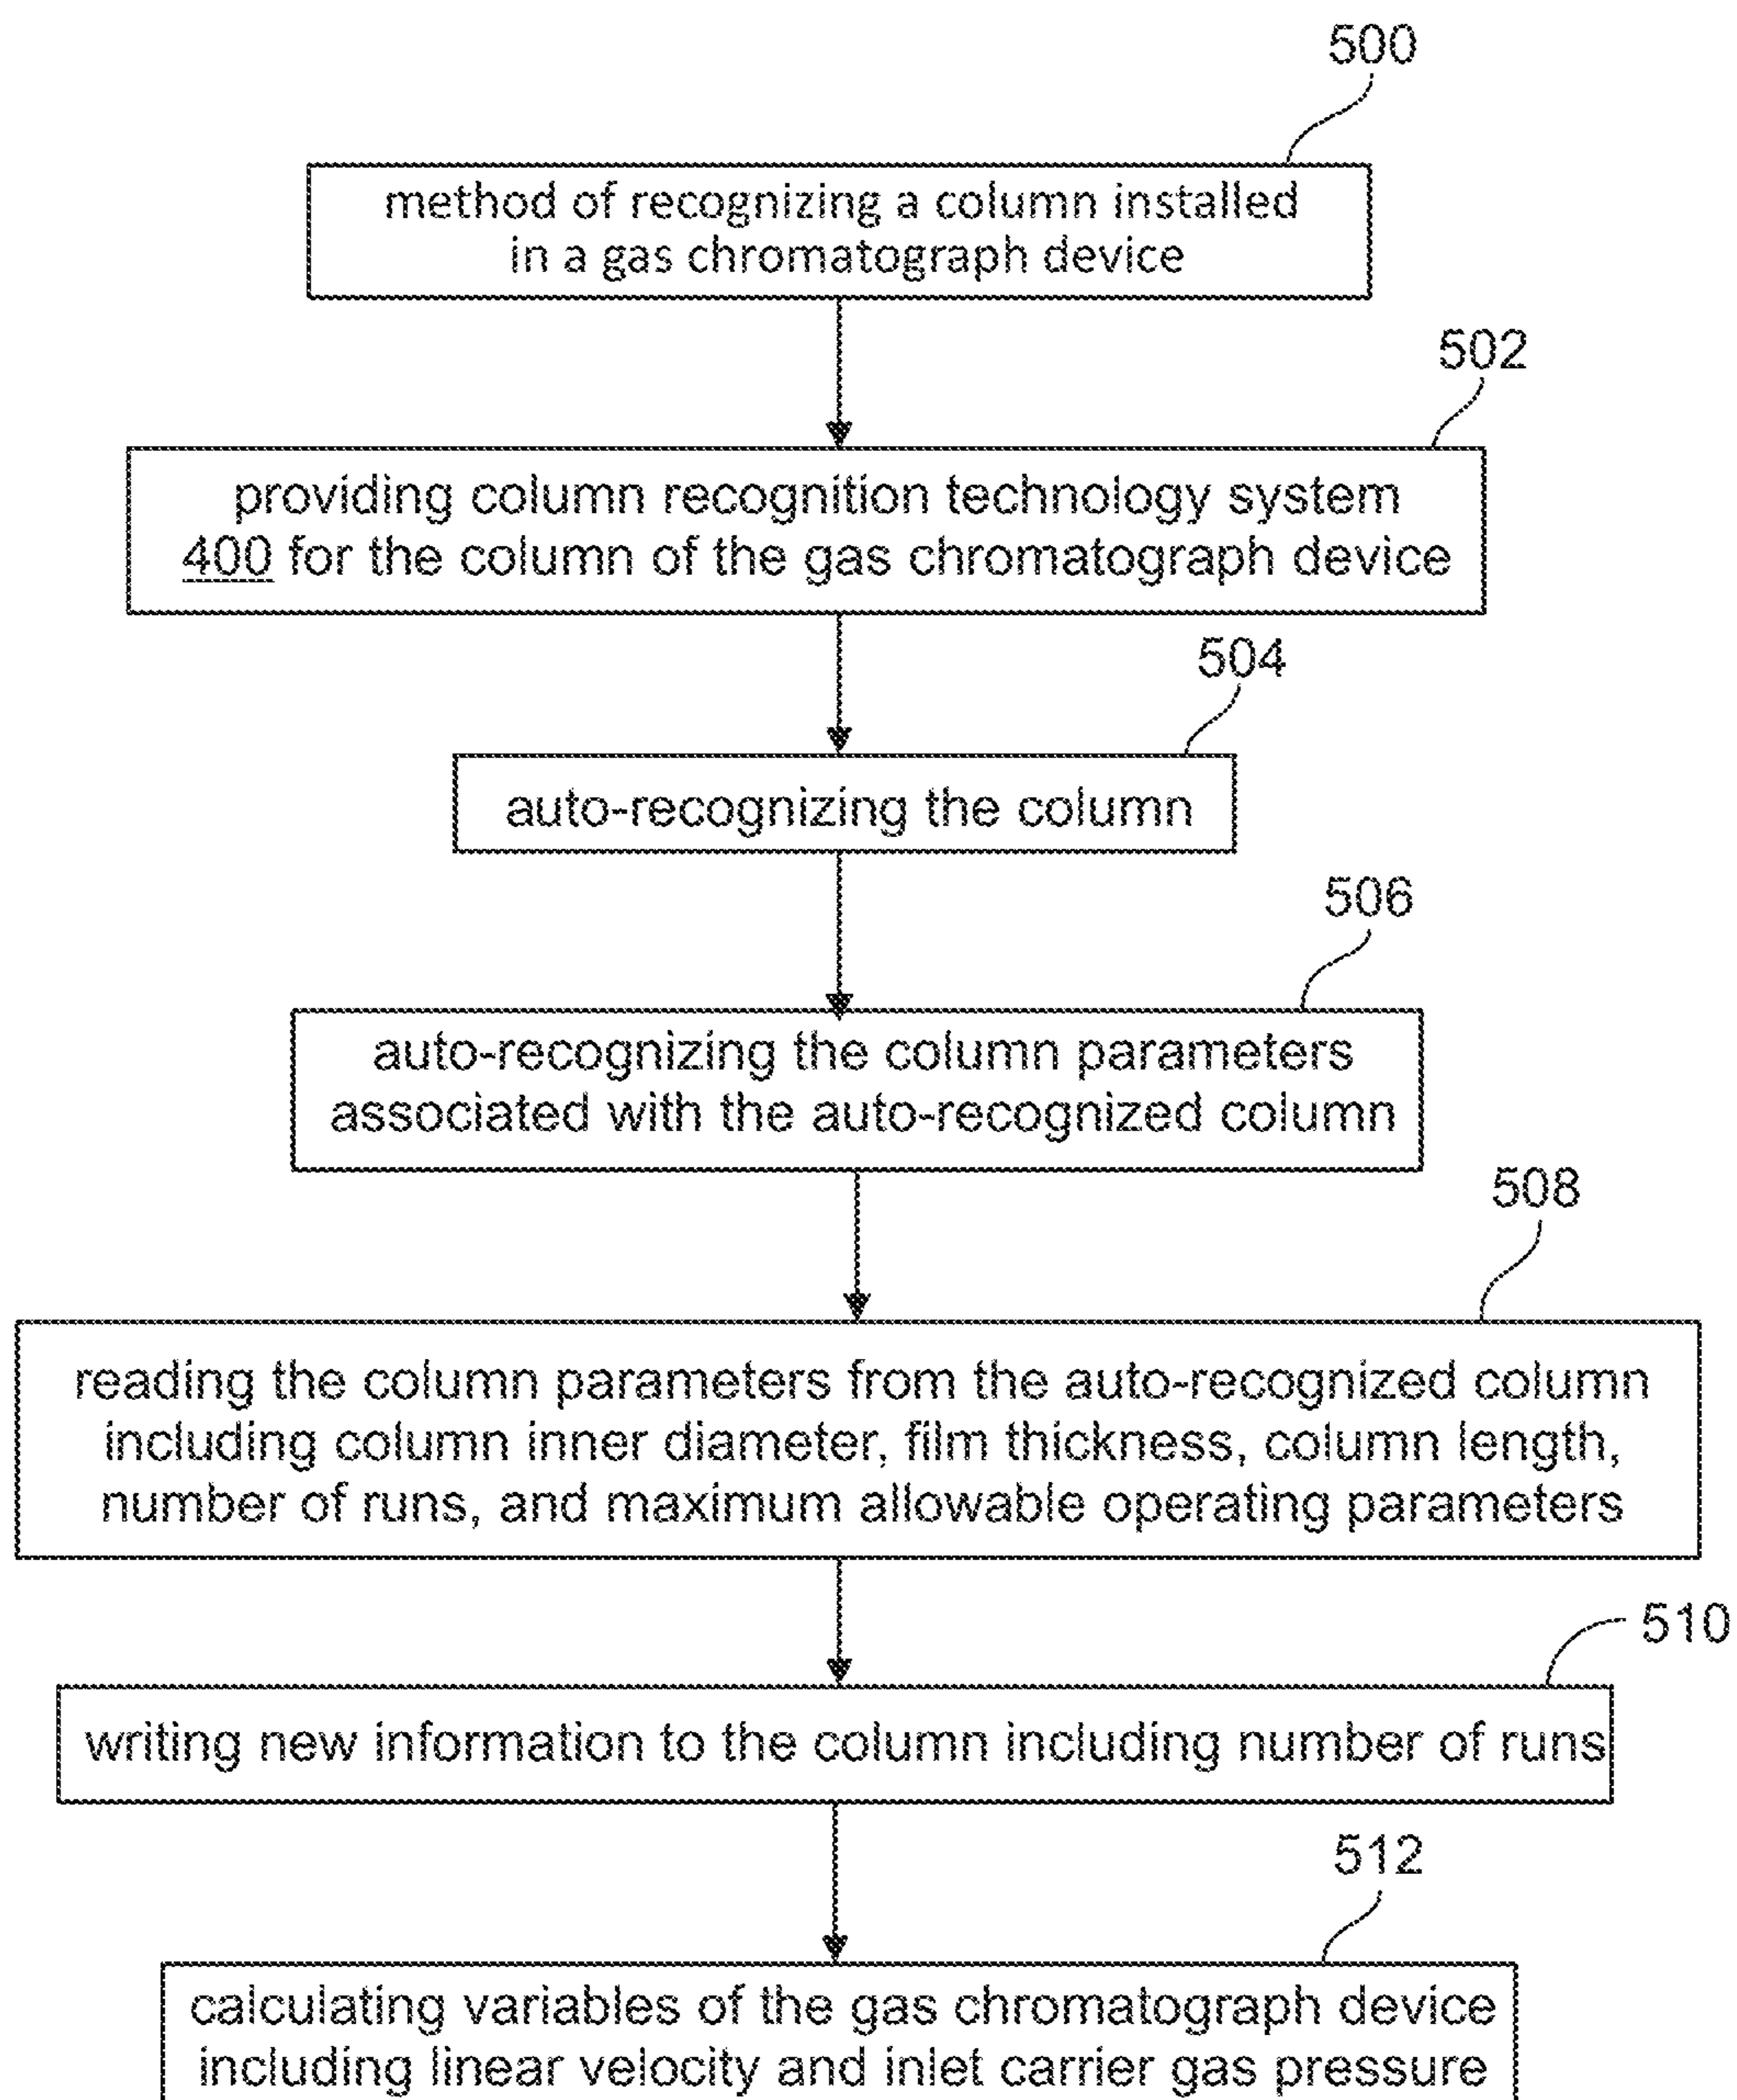 500
method of recognizing a column installed
in a gas chromatograph device
502
providing column recognition technology system
400 for the column of the gas chromatograph device
504
auto-recognizing the column
506
auto-recognizing the column parameters
associated with the auto-recognized column
508
reading the column parameters from the auto-recognized column
including column inner diameter, film thickness, column length,
number of runs, and maximum allowable operating parameters
510
writing new information to the column including number of runs
512
calculating variables of the gas chromatograph device
including linear velocity and inlet carrier gas pressure